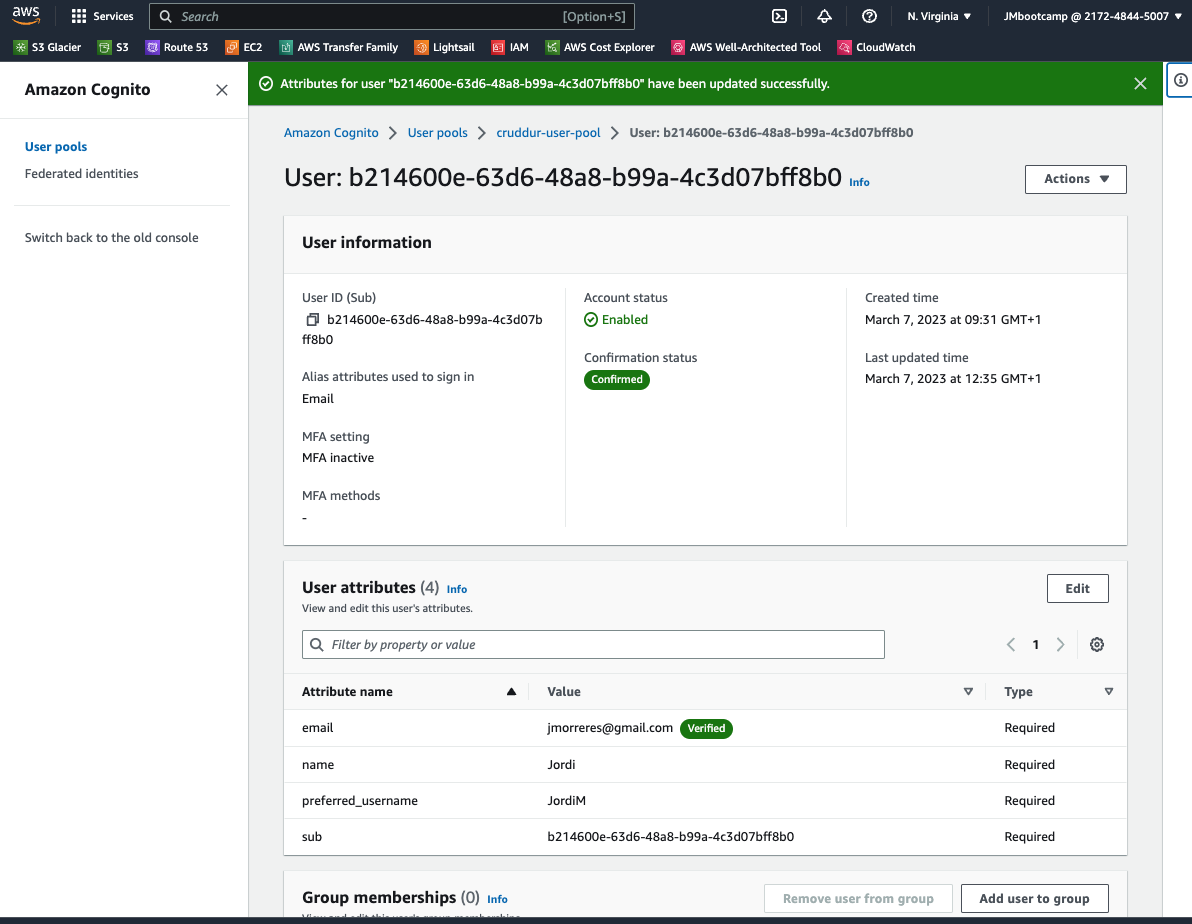 aws
Services
Search
[Option+S]
N. Virginia
JMbootcamp @ 2172-4844-5007
S3 Glacier
S3
Route 53
EC2
AWS Transfer Family
Lightsail
IAM
AWS Cost Explorer
AWS Well-Architected Tool
CloudWatch
Amazon Cognito
User pools
Federated identities
Switch back to the old console
Attributes for user "b214600e-63d6-48a8-b99a-4c3d07bff8b0" have been updated successfully.
Amazon Cognito
User pools
cruddur-user-pool
User: b214600e-63d6-48a8-b99a-4c3d07bff8b0
User: b214600e-63d6-48a8-b99a-4c3d07bff8b0 Info
Actions
User information
User ID (Sub)
b214600e-63d6-48a8-b99a-4c3d07b
ff8b0
Alias attributes used to sign in
Email
MFA setting
MFA inactive
MFA methods
-
Account status
Enabled
Confirmation status
Confirmed
Created time
March 7, 2023 at 09:31 GMT+1
Last updated time
March 7, 2023 at 12:35 GMT+1
User attributes (4) Info
View and edit this user's attributes.
Edit
Filter by property or value
1
Attribute name Value Type
email jmorreres@gmail.com Verified Required
name Jordi Required
preferred_username JordiM Required
sub b214600e-63d6-48a8-b99a-4c3d07bff8b0 Required
Group memberships (0) Info
Remove user from group
Add user to group
View and edit this user's group memberships.